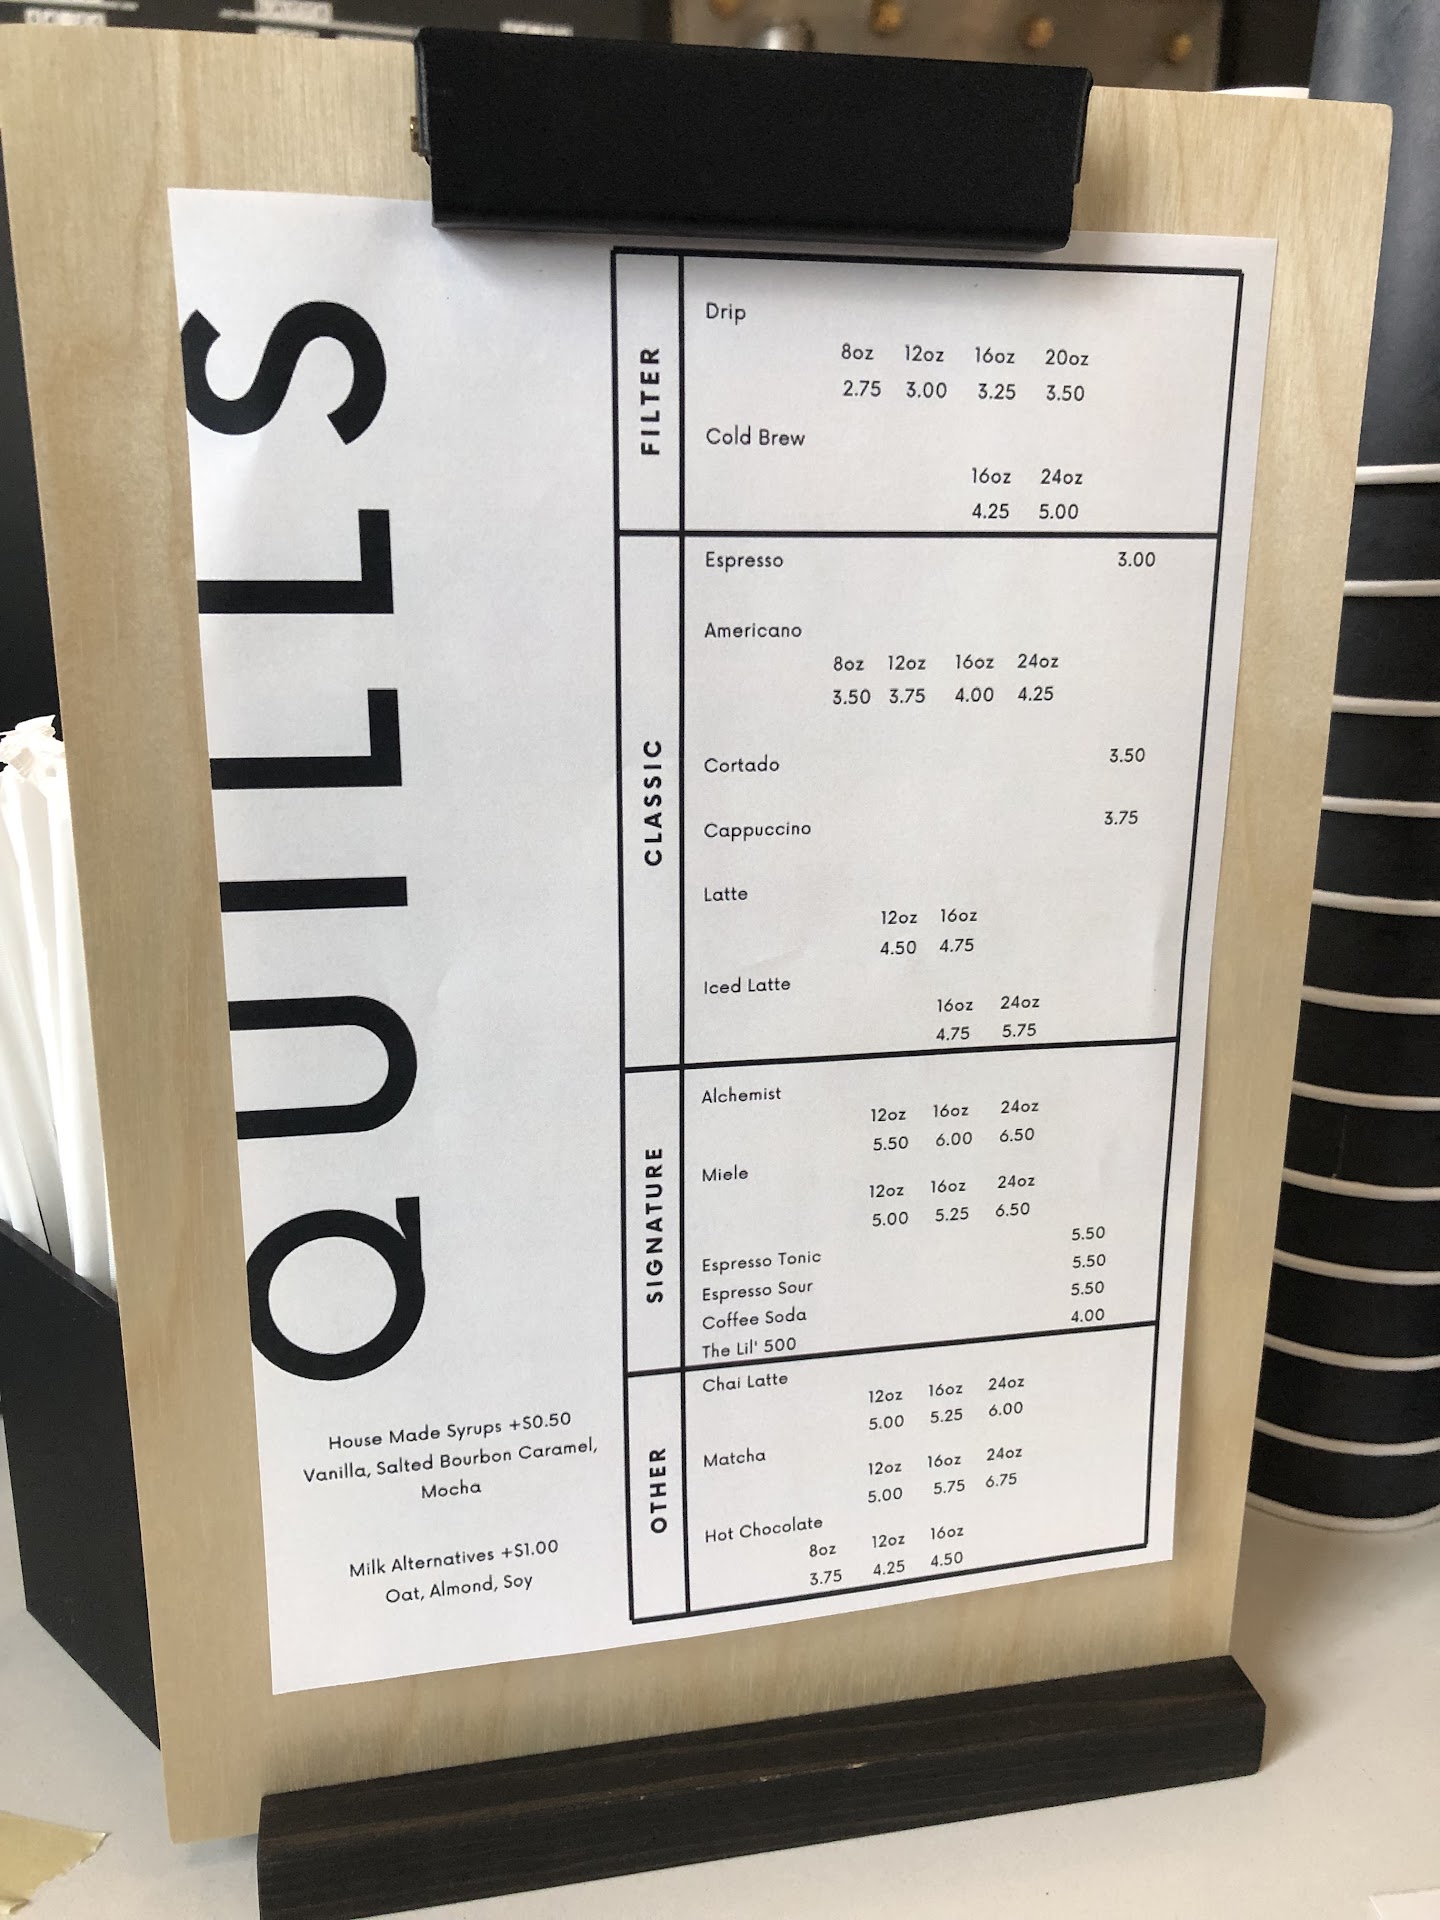 QUILLS
House Made Syrups +$0.50
Vanilla, Salted Bourbon Caramel,
Mocha
Milk Alternatives +$1.00
Oat, Almond, Soy
FILTER
Drip
8oz 12oz 16oz 20oz
2.75 3.00 3.25 3.50
Cold Brew
16oz 24oz
4.25 5.00
CLASSIC
Espresso 3.00
Americano
8oz 12oz 16oz 24oz
3.50 3.75 4.00 4.25
Cortado 3.50
Cappuccino 3.75
Latte
12oz 16oz
4.50 4.75
Iced Latte
16oz 24oz
4.75 5.75
SIGNATURE
Alchemist
12oz 16oz 24oz
5.50 6.00 6.50
Miele
12oz 16oz 24oz
5.00 5.25 6.50
Espresso Tonic 5.50
Espresso Sour 5.50
Coffee Soda 5.50
The Lil' 500 4.00
OTHER
Chai Latte
12oz 16oz 24oz
5.00 5.25 6.00
Matcha
12oz 16oz 24oz
5.00 5.75 6.75
Hot Chocolate
8oz 12oz 16oz
3.75 4.25 4.50